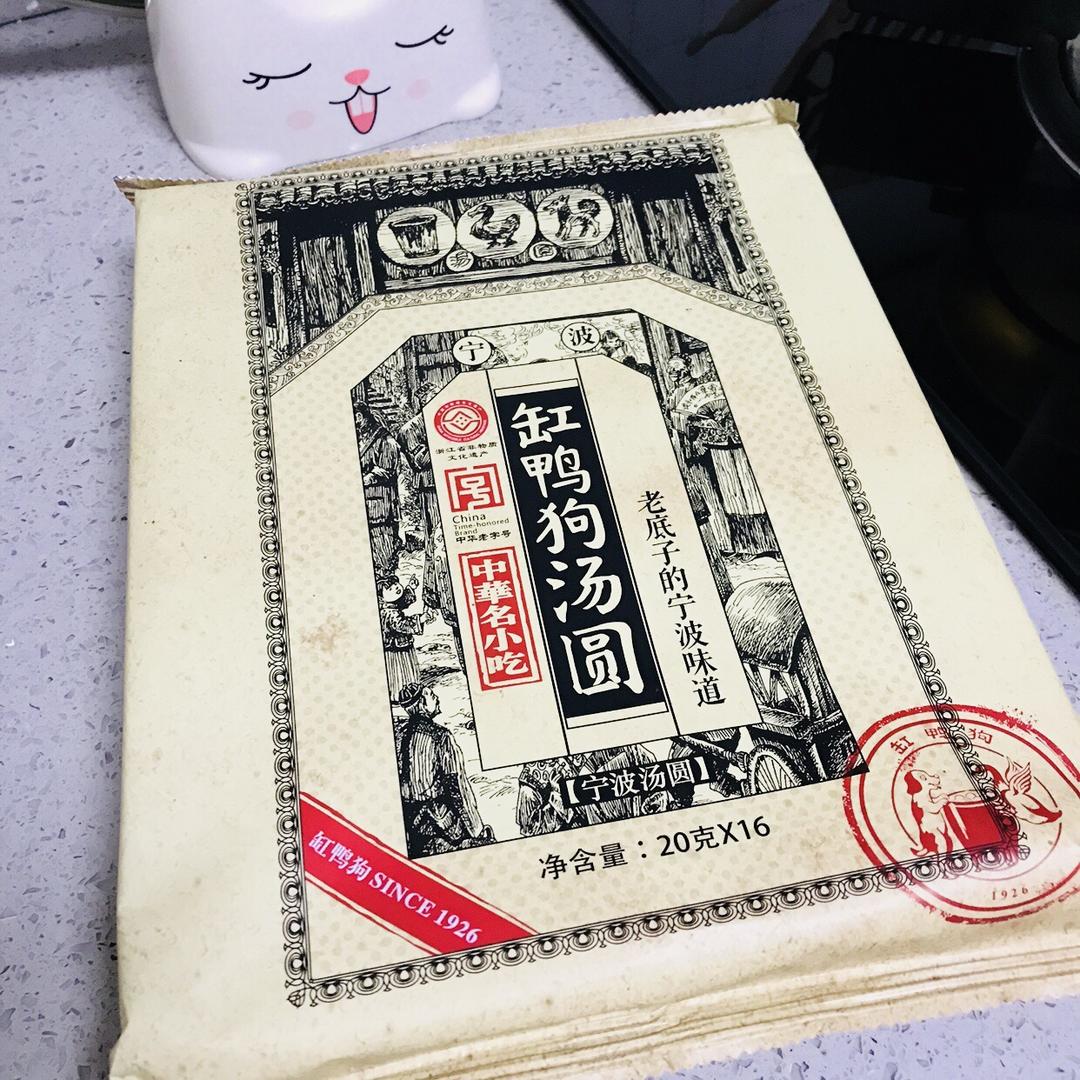 汤 圆
宁 波
浙江省非物质
文化遗产
号
China
Time-honored
Brand
中华老字号
中華名小吃
缸鸭狗汤圆
老底子的宁波味道
【宁波汤圆】
净含量：20克X16
缸鸭狗 SINCE 1926
缸鸭狗
1926